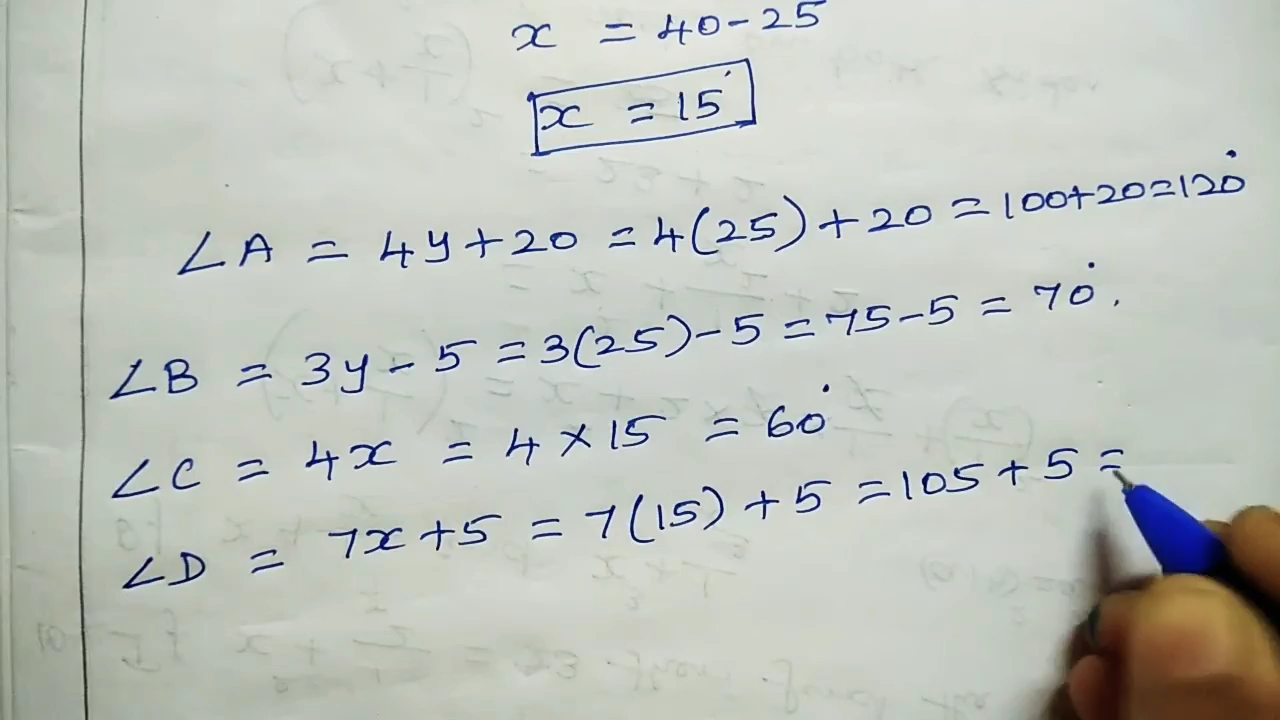 x = 40-25
x = 15°
∠A = 4y+20 = 4(25)+20 = 100+20=120°
∠B = 3y-5 = 3(25)-5 = 75-5 = 70°.
∠C = 4x = 4×15 = 60°
∠D = 7x+5 = 7(15)+5 = 105+5 =